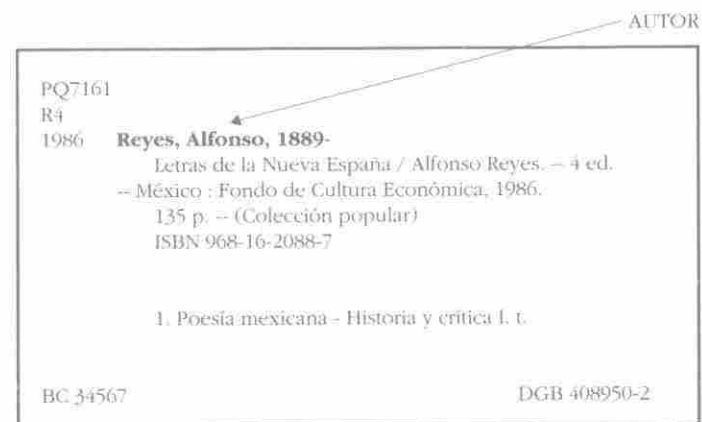 AUTOR
PQ7161
R4
1986 Reyes, Alfonso, 1889-
Letras de la Nueva España / Alfonso Reyes. -- 4 ed.
-- México : Fondo de Cultura Económica, 1986.
135 p. -- (Colección popular)
ISBN 968-16-2088-7
1. Poesía mexicana - Historia y crítica I. t.
BC 34567 DGB 408950-2